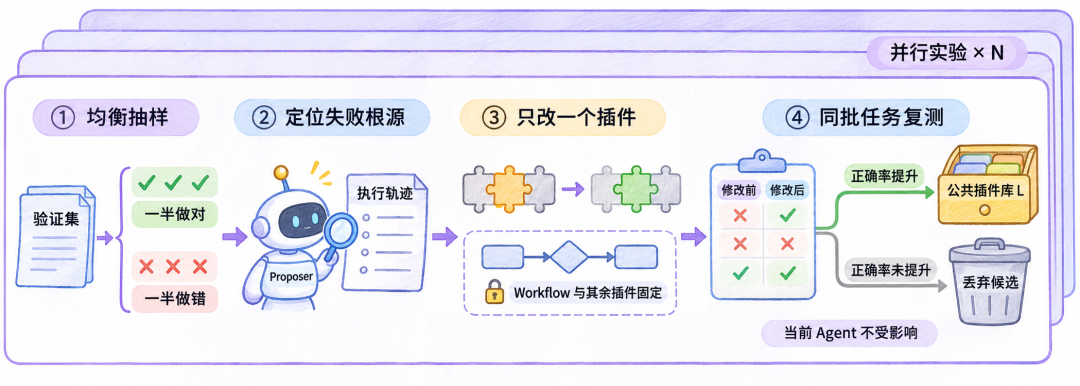 并行实验 × N
① 均衡抽样
② 定位失败根源
③ 只改一个插件
④ 同批任务复测
验证集
一半做对
一半做错
Proposer
执行轨迹
Workflow 与其余插件固定
修改前 修改后
正确率提升
公共插件库 L
正确率未提升
丢弃候选
当前 Agent 不受影响